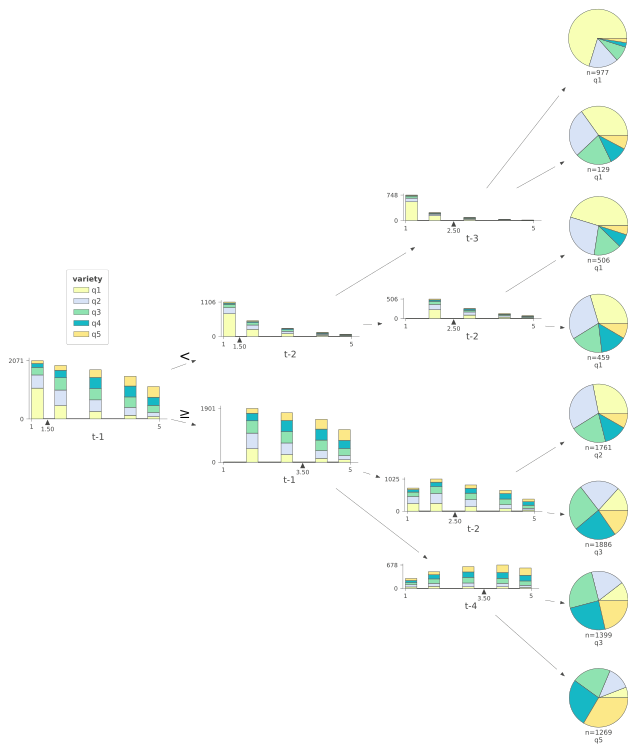 n=977
q1
n=129
q1
748
0
1
2.50
5
t-3
n=506
q1
variety
q1
q2
q3
q4
q5
1106
0
1
1.50
5
t-2
506
0
1
2.50
5
t-2
n=459
q1
<
2071
0
1
1.50
5
t-1
≥
1901
0
1
3.50
5
t-1
n=1761
q2
1025
0
1
2.50
5
t-2
n=1886
q3
678
0
1
3.50
5
t-4
n=1399
q3
n=1269
q5